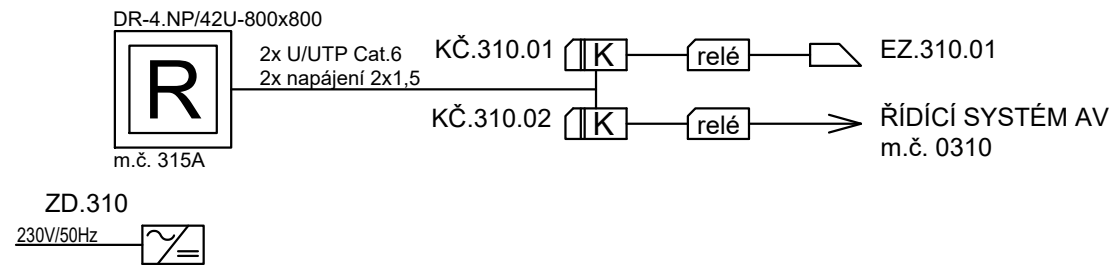 DR-4.NP/42U-800x800
R
m.č. 315A
2x U/UTP Cat.6
2x napájení 2x1,5
KČ.310.01
K
relé
EZ.310.01
KČ.310.02
K
relé
ŘÍDÍCÍ SYSTÉM AV
m.č. 0310
ZD.310
230V/50Hz